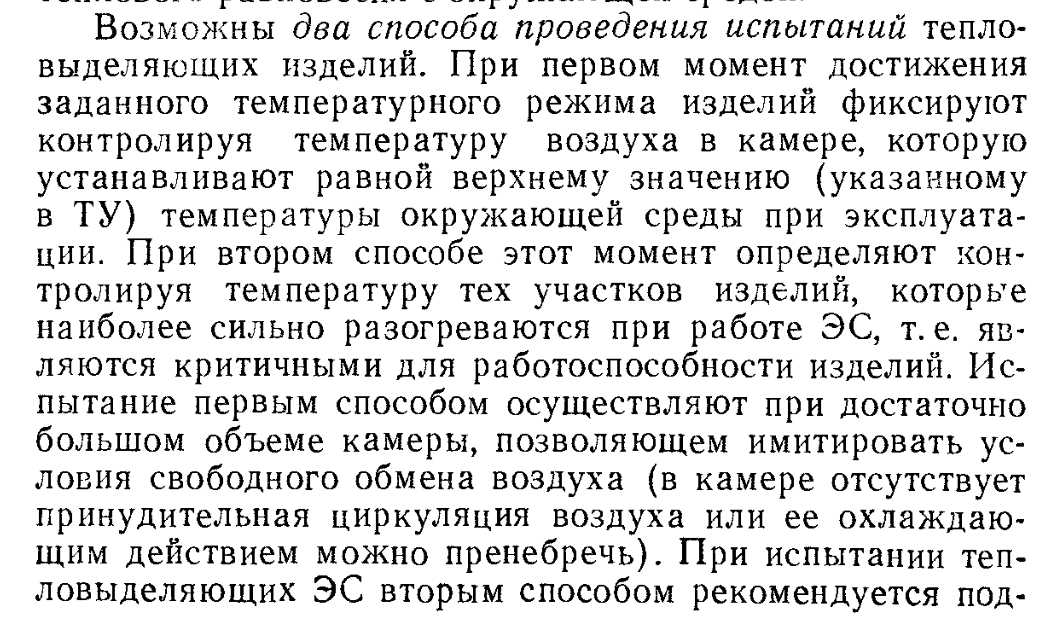 Возможны два способа проведения испытаний тепло-
выделяющих изделий. При первом момент достижения
заданного температурного режима изделий фиксируют
контролируя температуру воздуха в камере, которую
устанавливают равной верхнему значению (указанному
в ТУ) температуры окружающей среды при эксплуата-
ции. При втором способе этот момент определяют кон-
тролируя температуру тех участков изделий, которые
наиболее сильно разогреваются при работе ЭС, т. е. яв-
ляются критичными для работоспособности изделий. Ис-
пытание первым способом осуществляют при достаточно
большом объеме камеры, позволяющем имитировать ус-
ловия свободного обмена воздуха (в камере отсутствует
принудительная циркуляция воздуха или ее охлаждаю-
щим действием можно пренебречь). При испытании теп-
ловыделяющих ЭС вторым способом рекомендуется под-